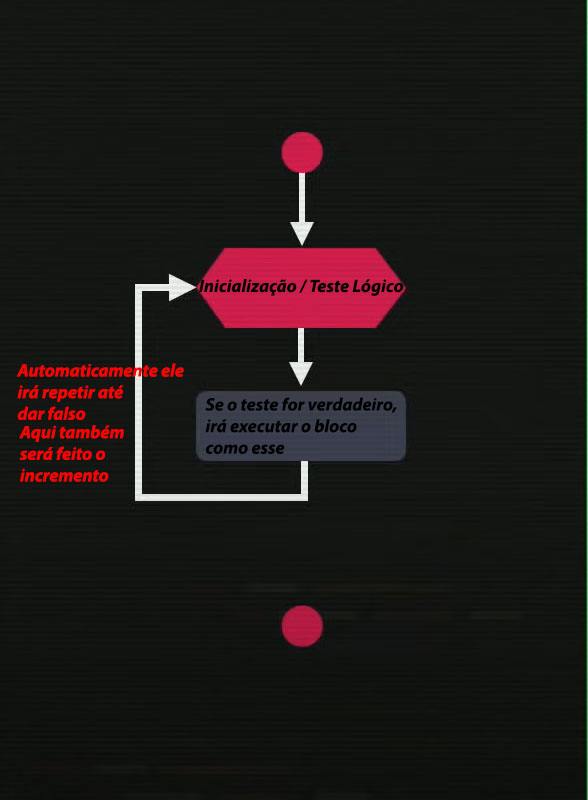 Inicialização / Teste Lógico
Automaticamente ele
irá repetir até
dar falso
Aqui também
será feito o
incremento
Se o teste for verdadeiro,
irá executar o bloco
como esse